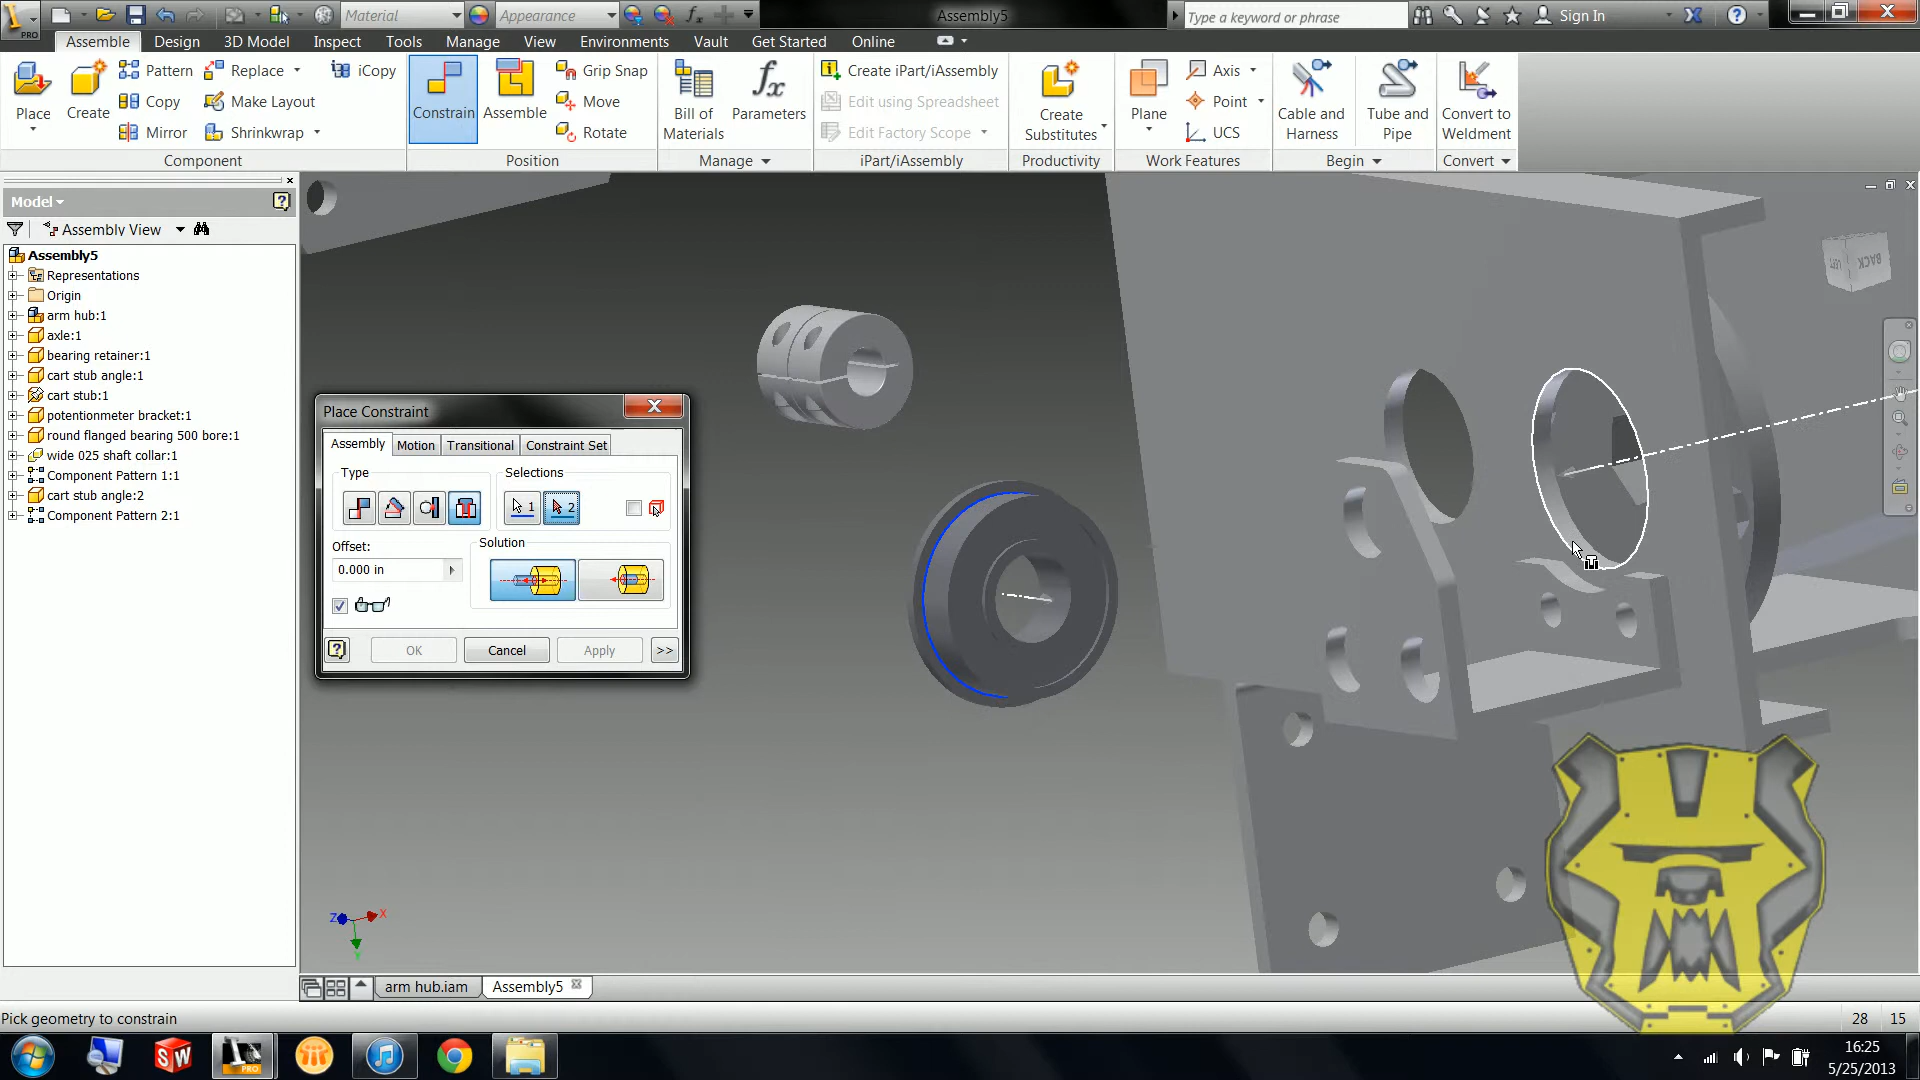 PRO
Material
Appearance
Assembly5
Type a keyword or phrase
Sign In
Assemble Design 3D Model Inspect Tools Manage View Environments Vault Get Started Online
Place
Create
Pattern
Copy
Mirror
Replace
Make Layout
Shrinkwrap
iCopy
Component
Constrain
Assemble
Grip Snap
Move
Rotate
Position
Bill of
Materials
fx
Parameters
Manage
Create iPart/iAssembly
Edit using Spreadsheet
Edit Factory Scope
iPart/iAssembly
Create
Substitutes
Productivity
Plane
Axis
Point
UCS
Work Features
Cable and
Harness
Tube and
Pipe
Begin
Convert to
Weldment
Convert
Model
Assembly View
Assembly5
Representations
Origin
arm hub:1
axle:1
bearing retainer:1
cart stub angle:1
cart stub:1
potentionmeter bracket:1
round flanged bearing 500 bore:1
wide 025 shaft collar:1
Component Pattern 1:1
cart stub angle:2
Component Pattern 2:1
Place Constraint
Assembly Motion Transitional Constraint Set
Type
Selections
1 2
Offset:
0.000 in
Solution
OK Cancel Apply >>
LEFT BACK
Z X
Y
arm hub.iam Assembly5
Pick geometry to constrain
28 15
SW
PRO
16:25
5/25/2013